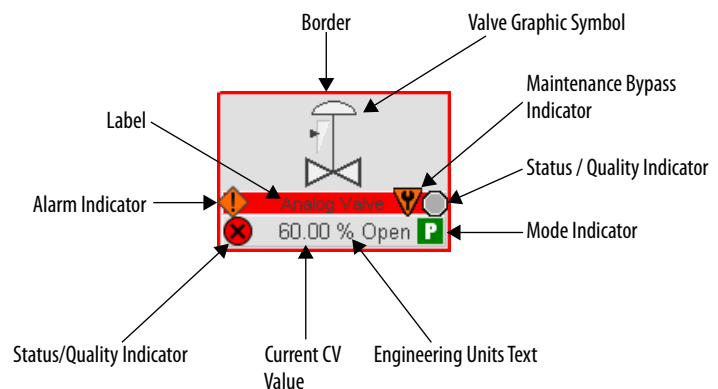 Border
Valve Graphic Symbol
Maintenance Bypass
Indicator
Label
Status / Quality Indicator
Alarm Indicator
!
Analog Valve
60.00 % Open P
Mode Indicator
Status/Quality Indicator
Current CV
Value
Engineering Units Text